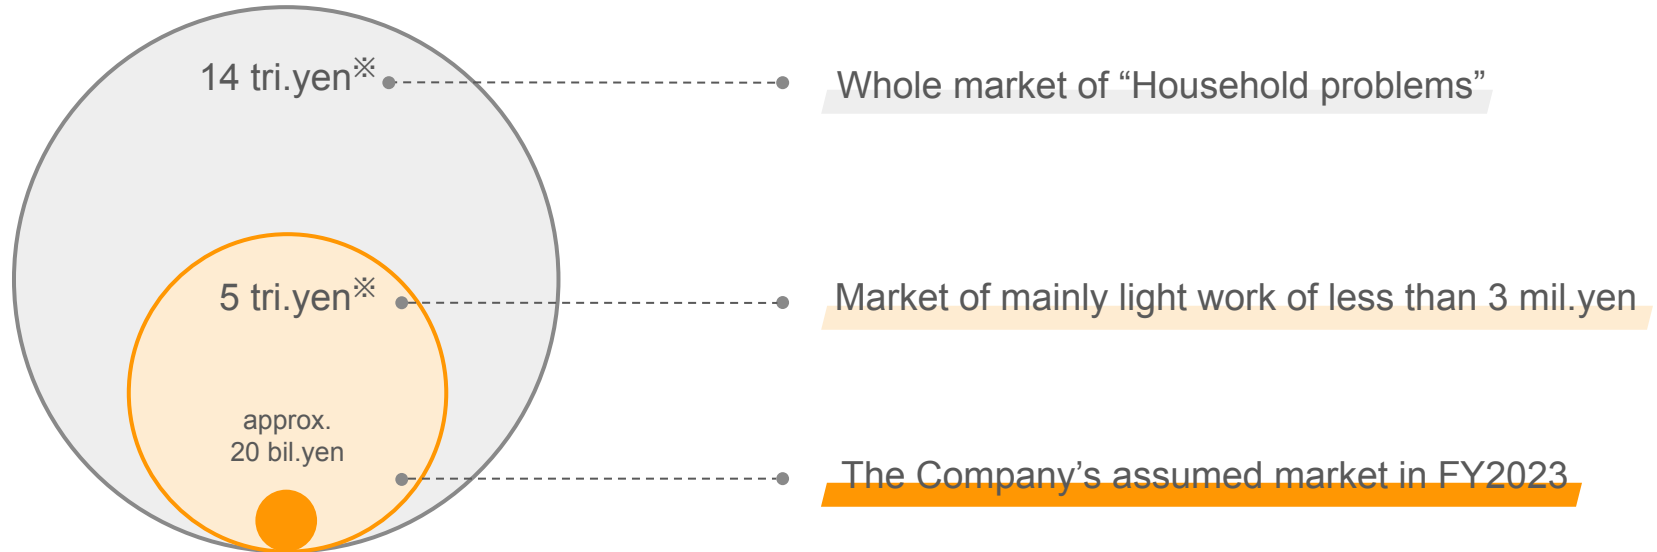 14 tri.yen※
Whole market of “Household problems”
5 tri.yen※
Market of mainly light work of less than 3 mil.yen
approx.
20 bil.yen
The Company’s assumed market in FY2023